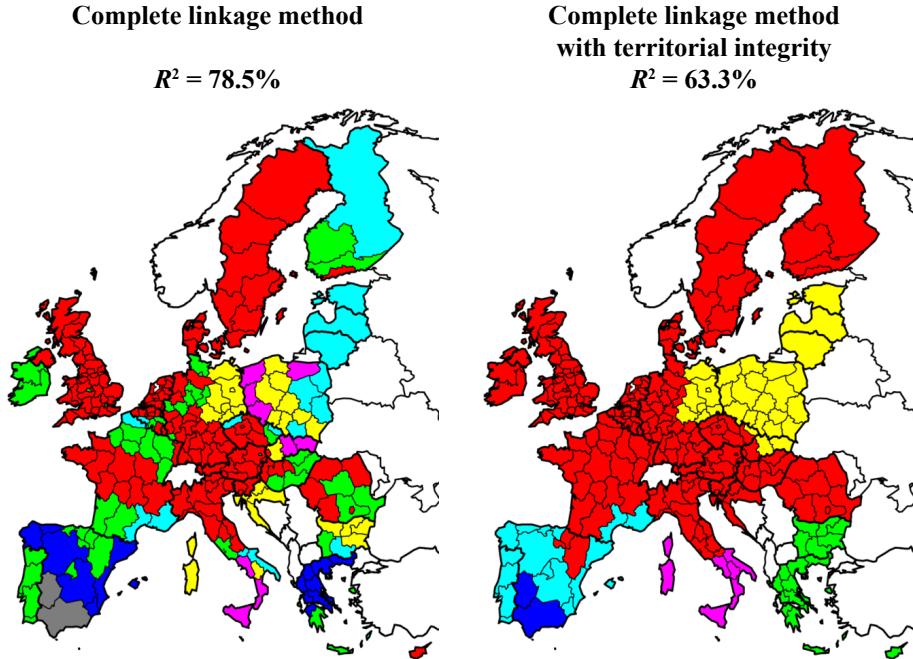 Complete linkage method
R² = 78.5%
Complete linkage method
with territorial integrity
R² = 63.3%